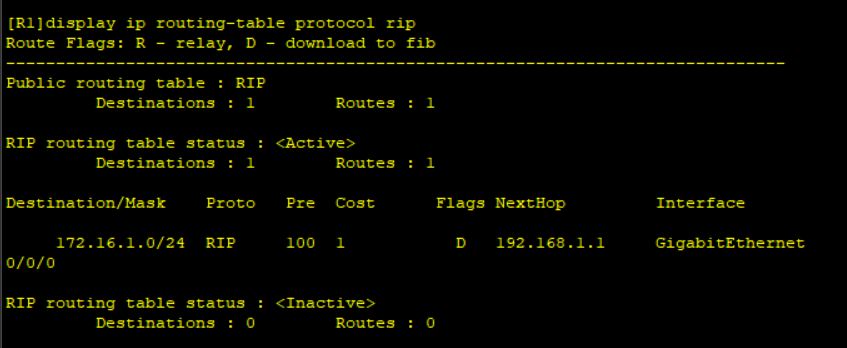 [R1]display ip routing-table protocol rip
Route Flags: R - relay, D - download to fib
------------------------------------------------------------------------------
Public routing table : RIP
         Destinations : 1        Routes : 1
RIP routing table status : <Active>
         Destinations : 1        Routes : 1
Destination/Mask    Proto   Pre  Cost      Flags NextHop         Interface
     172.16.1.0/24  RIP     100  1           D   192.168.1.1     GigabitEthernet
0/0/0
RIP routing table status : <Inactive>
         Destinations : 0        Routes : 0